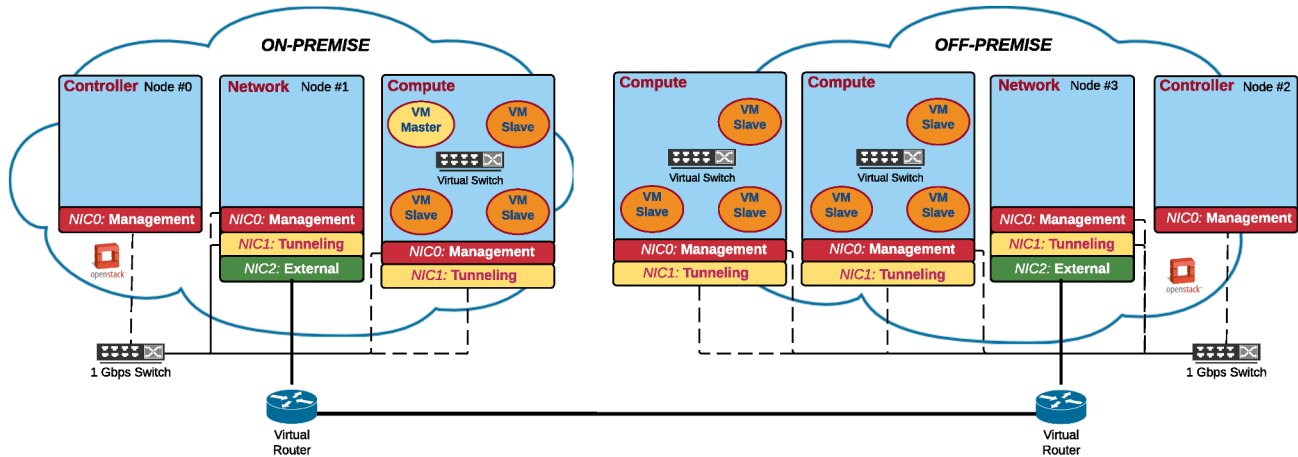 ON-PREMISE
Controller Node #0
NIC0: Management
openstack
Network Node #1
NIC0: Management
NIC1: Tunneling
NIC2: External
Compute
VM
Master
VM
Slave
Virtual Switch
VM
Slave
VM
Slave
NIC0: Management
NIC1: Tunneling
1 Gbps Switch
Virtual
Router
OFF-PREMISE
Compute
VM
Slave
Virtual Switch
VM
Slave
VM
Slave
NIC0: Management
NIC1: Tunneling
Compute
VM
Slave
Virtual Switch
VM
Slave
VM
Slave
NIC0: Management
NIC1: Tunneling
Network Node #3
NIC0: Management
NIC1: Tunneling
NIC2: External
Controller Node #2
NIC0: Management
openstack
1 Gbps Switch
Virtual
Router